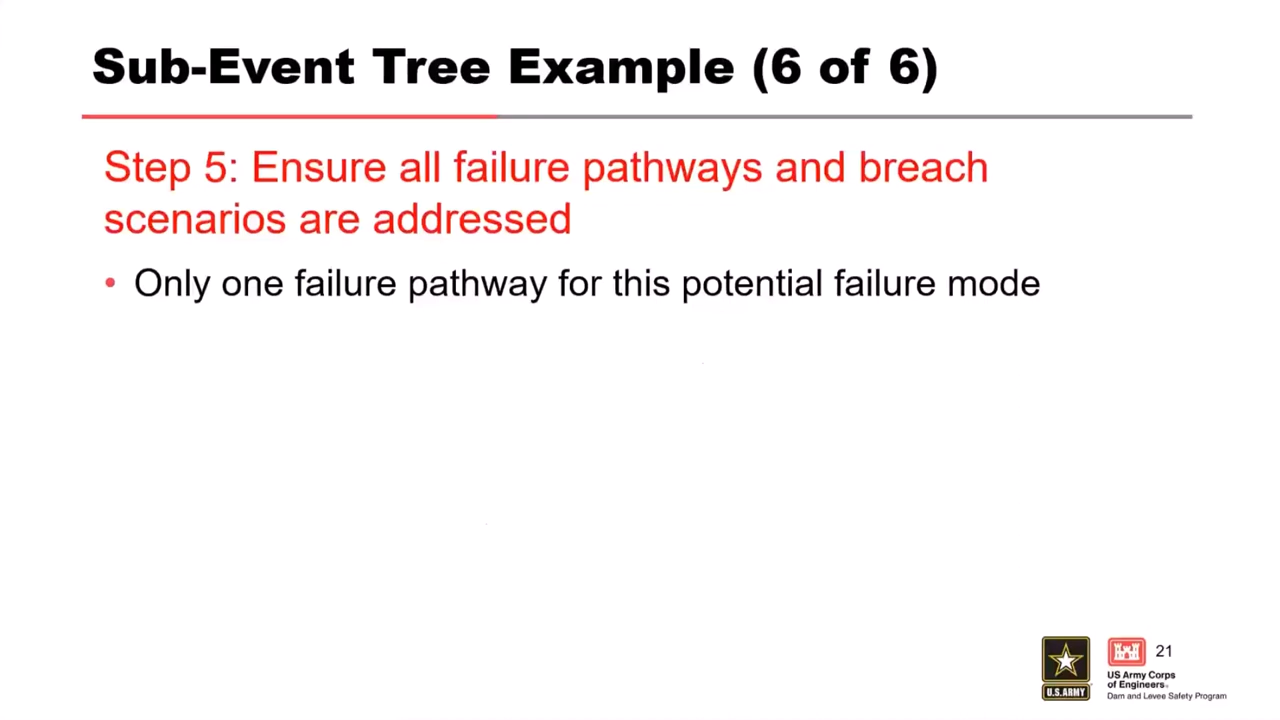 Sub-Event Tree Example (6 of 6)
Step 5: Ensure all failure pathways and breach
scenarios are addressed
• Only one failure pathway for this potential failure mode
U.S.ARMY
21
US Army Corps
of Engineers®
Dam and Levee Safety Program